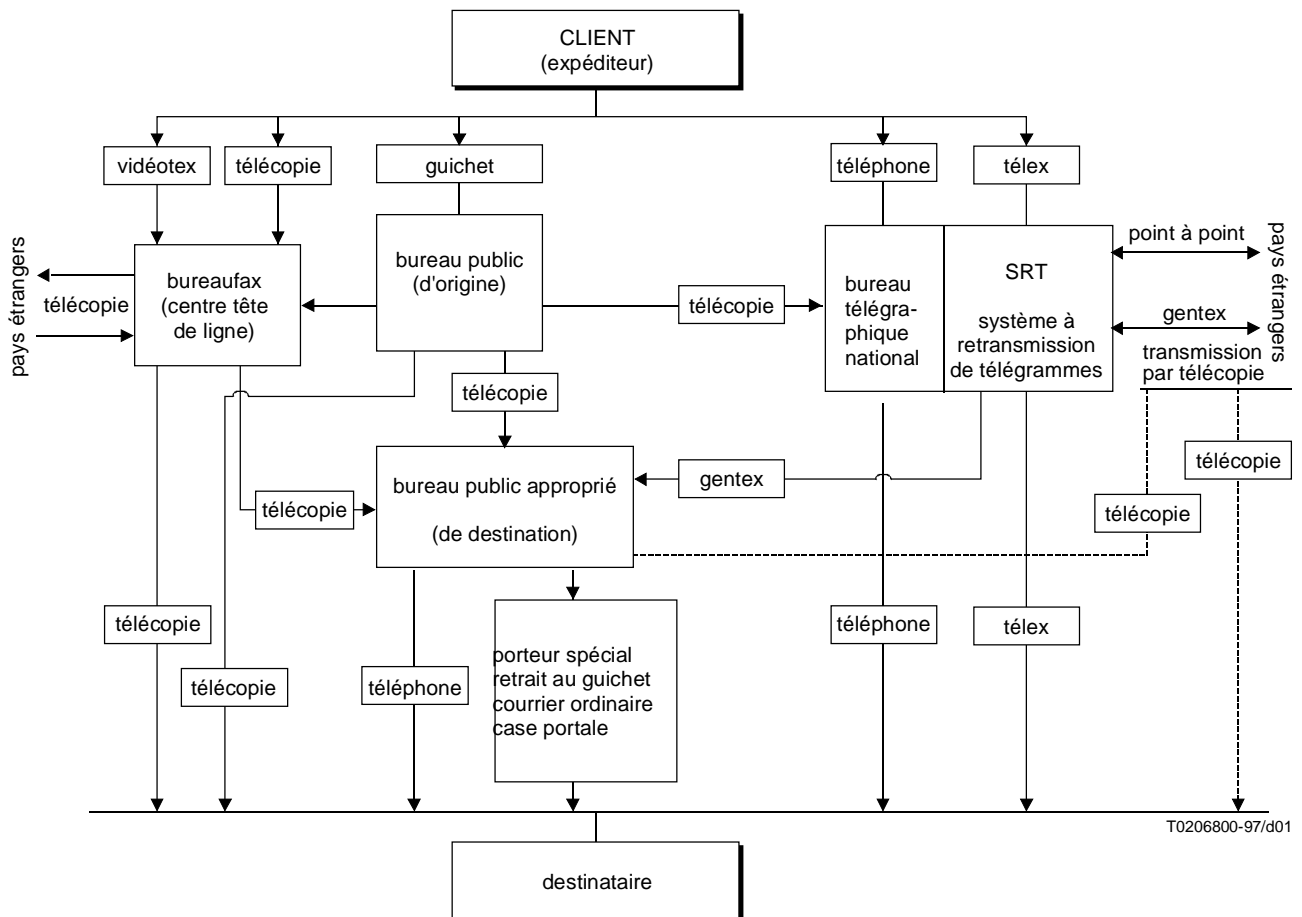 CLIENT
(expéditeur)
vidéotex
télécopie
guichet
téléphone
télex
pays étrangers
télécopie
bureaufax
(centre tête
de ligne)
bureau public
(d'origine)
télécopie
bureau
télégra-
phique
national
SRT
système à
retransmission
de télégrammes
point à point
gentex
pays étrangers
transmission
par télécopie
télécopie
télécopie
bureau public approprié
(de destination)
gentex
télécopie
télécopie
télécopie
télécopie
téléphone
porteur spécial
retrait au guichet
courrier ordinaire
case portale
téléphone
télex
télécopie
T0206800-97/d01
destinataire